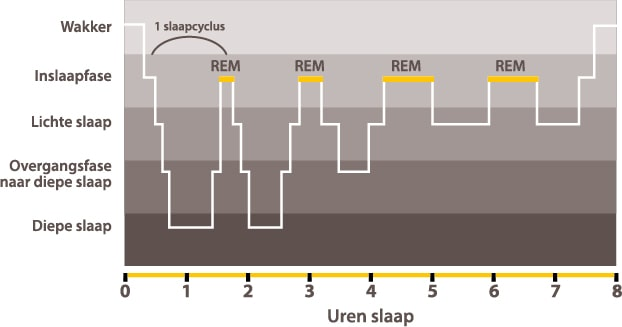 Wakker
1 slaapcyclus
REM REM REM REM
Inslaapfase
Lichte slaap
Overgangsfase
naar diepe slaap
Diepe slaap
0 1 2 3 4 5 6 7 8
Uren slaap